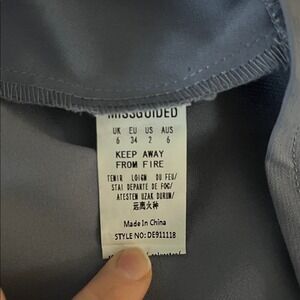 MISSGUIDED
UK EU US AUS
6 34 2 6
KEEP AWAY
FROM FIRE
TENIR LOIGN DU FEU/
STAI DEPARTE DE FOC/
ATESTEN UZAK DURUN/
远离火种
Made In China
STYLE NO: DE911118